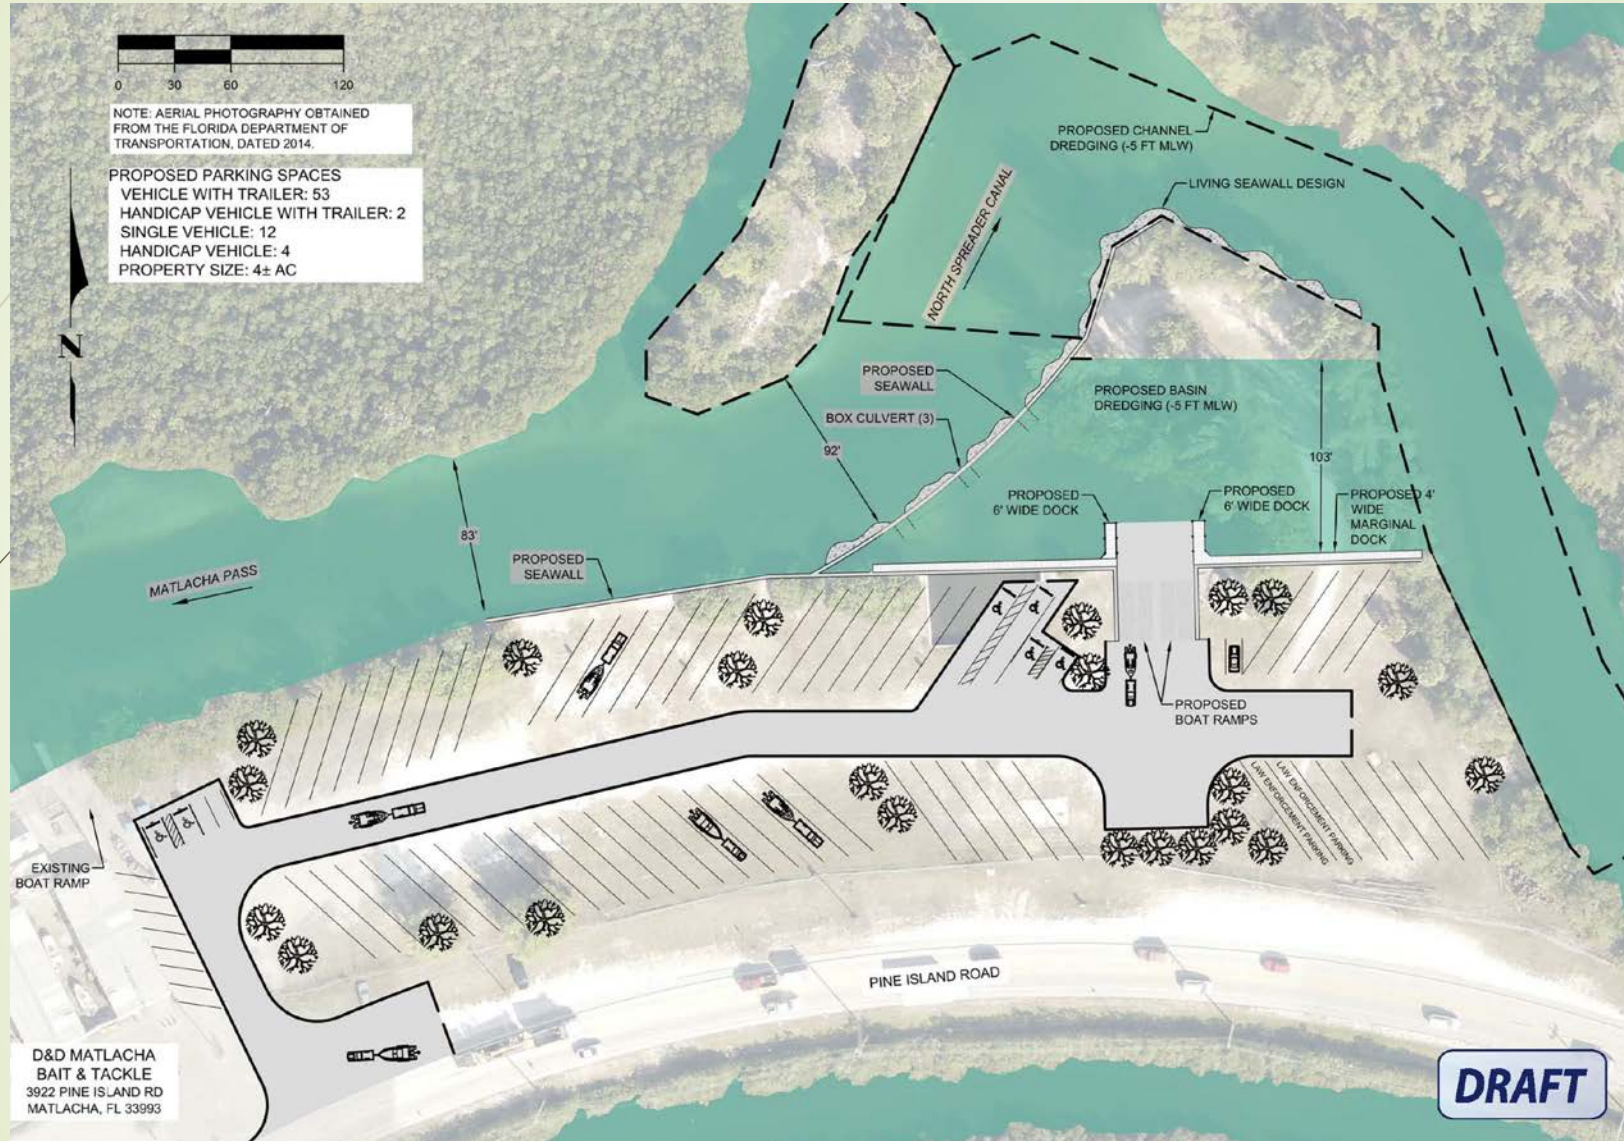 0 30 60 120
NOTE: AERIAL PHOTOGRAPHY OBTAINED
FROM THE FLORIDA DEPARTMENT OF
TRANSPORTATION, DATED 2014.
PROPOSED PARKING SPACES
VEHICLE WITH TRAILER: 53
HANDICAP VEHICLE WITH TRAILER: 2
SINGLE VEHICLE: 12
HANDICAP VEHICLE: 4
PROPERTY SIZE: 4± AC
N
PROPOSED CHANNEL
DREDGING (-5 FT MLW)
LIVING SEAWALL DESIGN
NORTH SPREADER CANAL
PROPOSED
SEAWALL
BOX CULVERT (3)
92'
PROPOSED BASIN
DREDGING (-5 FT MLW)
103'
PROPOSED
6' WIDE DOCK
PROPOSED
6' WIDE DOCK
PROPOSED 4'
WIDE
MARGINAL
DOCK
83'
PROPOSED
SEAWALL
MATLACHA PASS
PROPOSED
BOAT RAMPS
LAW ENFORCEMENT PARKING
LAW ENFORCEMENT PARKING
EXISTING
BOAT RAMP
PINE ISLAND ROAD
D&D MATLACHA
BAIT & TACKLE
3922 PINE ISLAND RD
MATLACHA, FL 33993
DRAFT